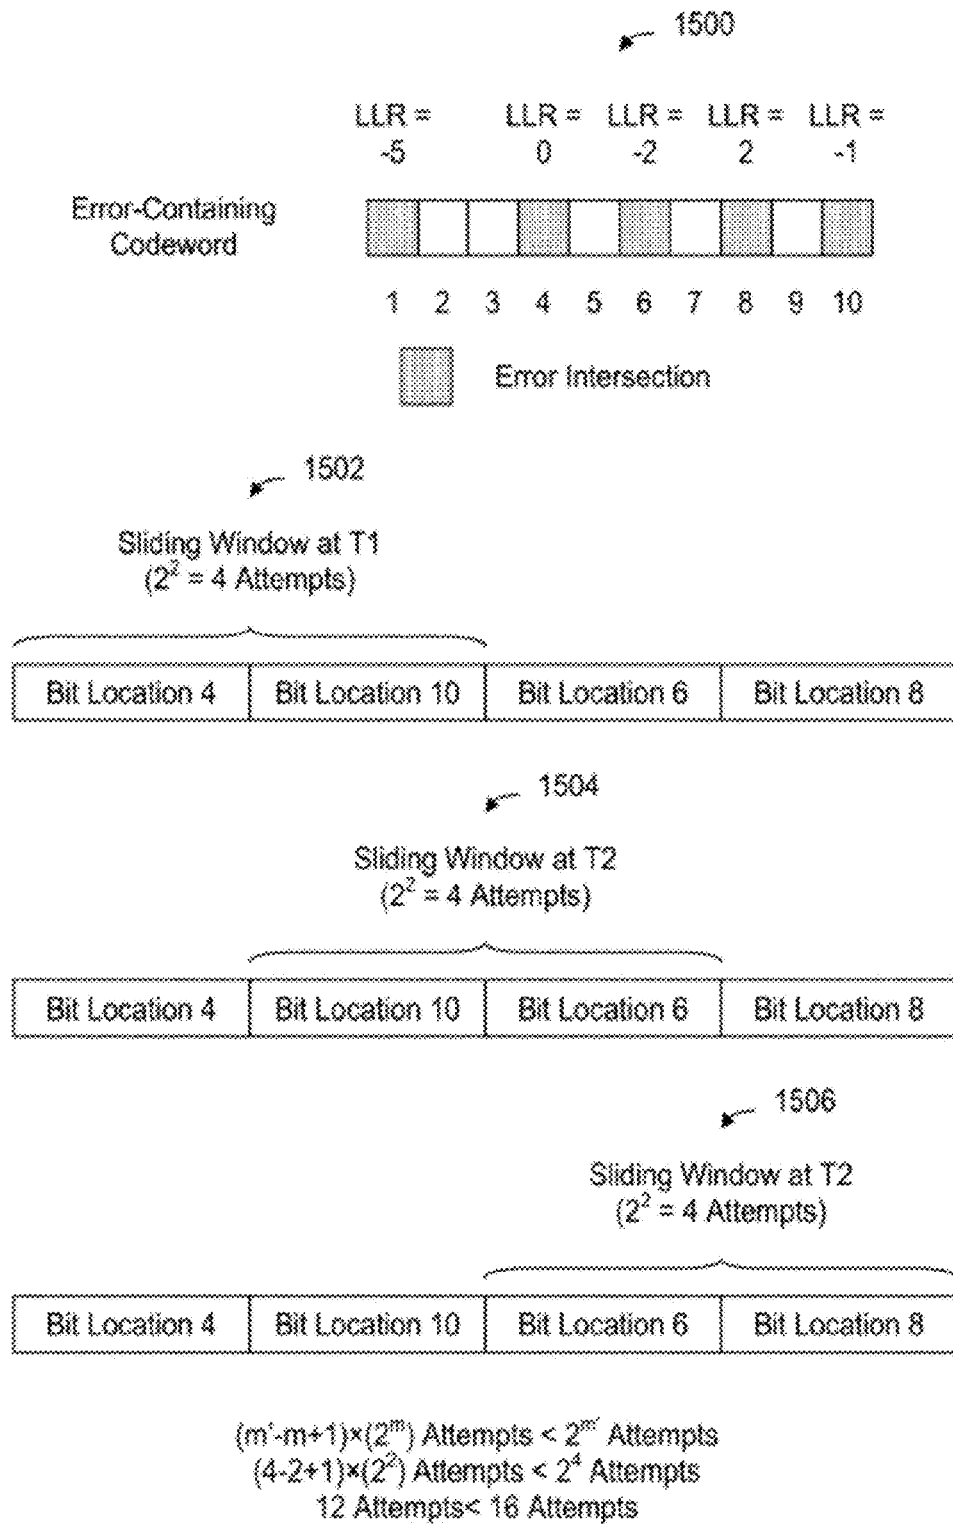 1500
LLR = LLR = LLR = LLR = LLR =
-5 0 -2 2 -1
Error-Containing
Codeword
1 2 3 4 5 6 7 8 9 10
Error Intersection
1502
Sliding Window at T1
(2² = 4 Attempts)
Bit Location 4 Bit Location 10 Bit Location 6 Bit Location 8
1504
Sliding Window at T2
(2² = 4 Attempts)
Bit Location 4 Bit Location 10 Bit Location 6 Bit Location 8
1506
Sliding Window at T2
(2² = 4 Attempts)
Bit Location 4 Bit Location 10 Bit Location 6 Bit Location 8
(m'-m+1)×(2ᵐ) Attempts < 2ᵐ' Attempts
(4-2+1)×(2²) Attempts < 2⁴ Attempts
12 Attempts< 16 Attempts